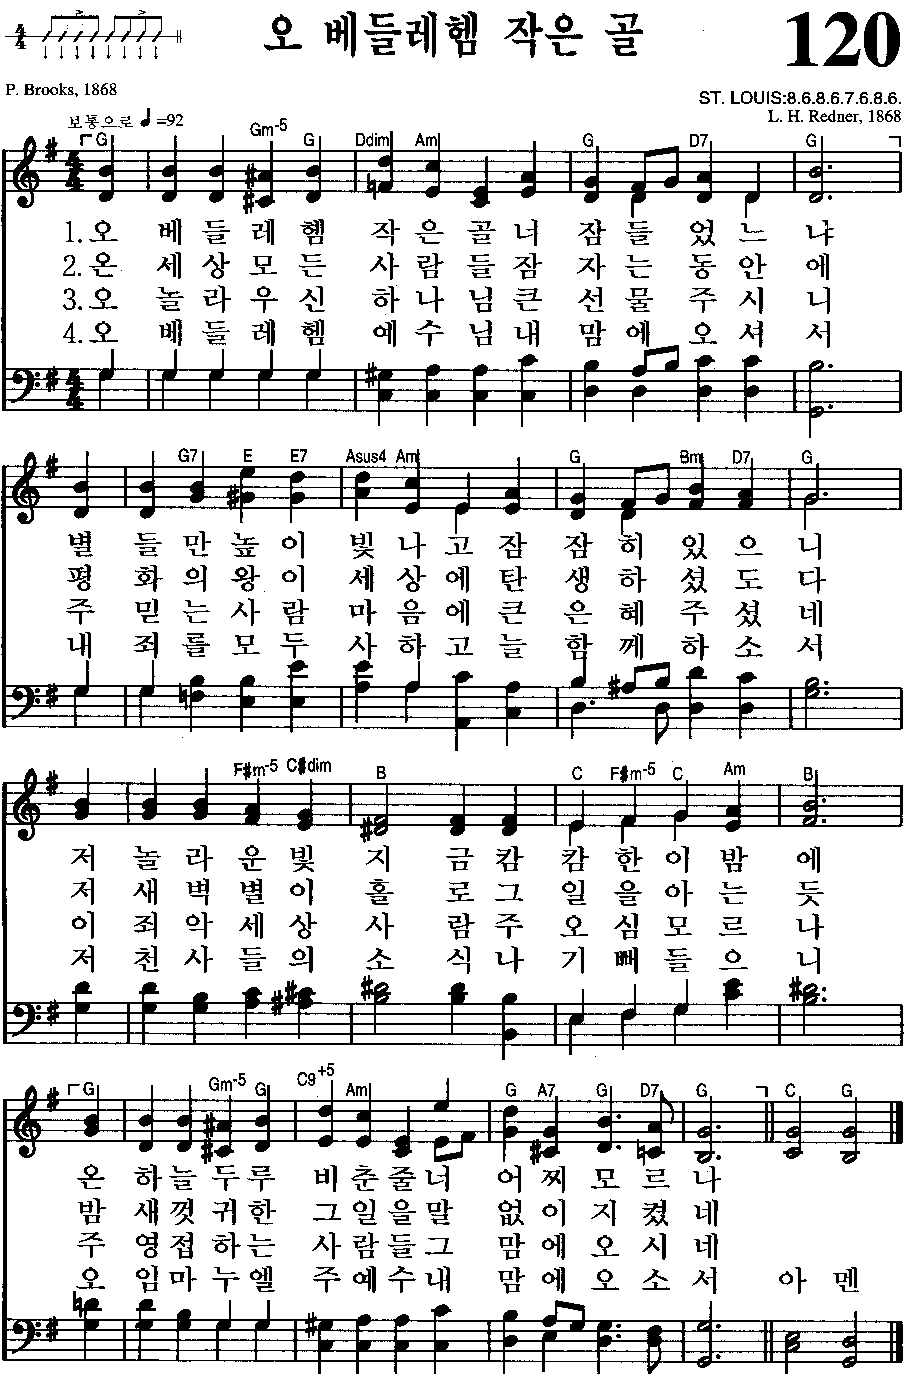 4/4
오 베들레헴 작은 골
120
P. Brooks, 1868
ST. LOUIS:8.6.8.6.7.6.8.6.
보통으로 ♩=92
L. H. Redner, 1868
G Gm-5 G Ddim Am G D7 G
1.오 베들레헴 작은골너 잠들었느냐
2.온 세상모든 사람들잠 자는동안에
3.오 놀라우신 하나님큰 선물주시니
4.오 베들레헴 예수님내 맘에오셔서
G7 E E7 Asus4 Am G Bm D7 G
별 들만높이 빛나고잠 잠히있으니
평 화의왕이 세상에탄 생하셨도다
주 믿는사람 마음에큰 은혜주셨네
내 죄를모두 사하고늘 함께하소서
F#m-5 C#dim B C F#m-5 C Am B
저 놀라운빛 지금캄 캄한이밤에
저 새벽별이 홀로그 일을아는듯
이 죄악세상 사람주 오심모르나
저 천사들의 소식나 기뻐들으니
G Gm-5 G C9+5 Am G A7 G D7 G C G
온 하늘두루 비춘줄너 어찌모르나
밤 새껏귀한 그일을말 없이지켰네
주 영접하는 사람들그 맘에오시네
오 임마누엘 주예수내 맘에오소서 아멘